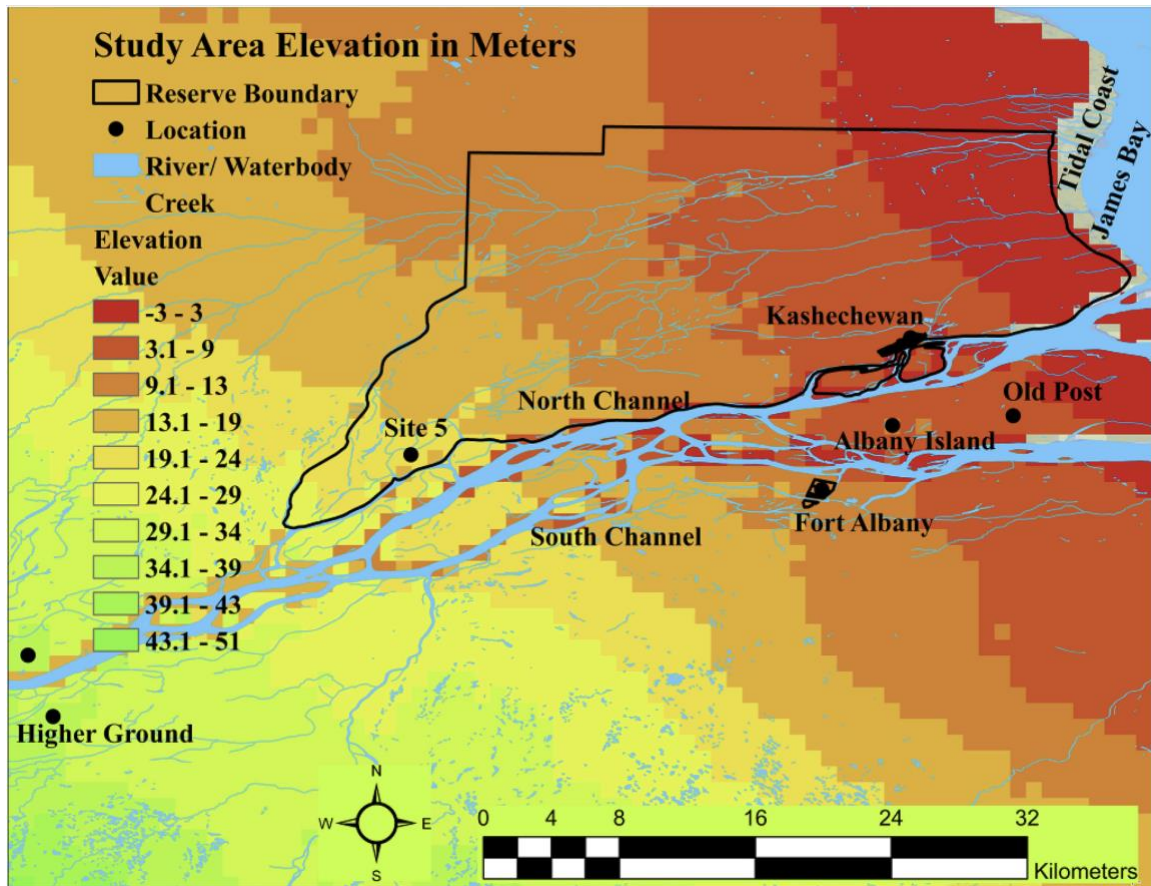 Study Area Elevation in Meters
Reserve Boundary
Location
River/ Waterbody
Creek
Elevation
Value
-3 - 3
3.1 - 9
9.1 - 13
13.1 - 19
19.1 - 24
24.1 - 29
29.1 - 34
34.1 - 39
39.1 - 43
43.1 - 51
Tidal Coast
James Bay
Kashechewan
North Channel
Old Post
Site 5
Albany Island
Fort Albany
South Channel
Higher Ground
N
W E
S
0 4 8 16 24 32
Kilometers